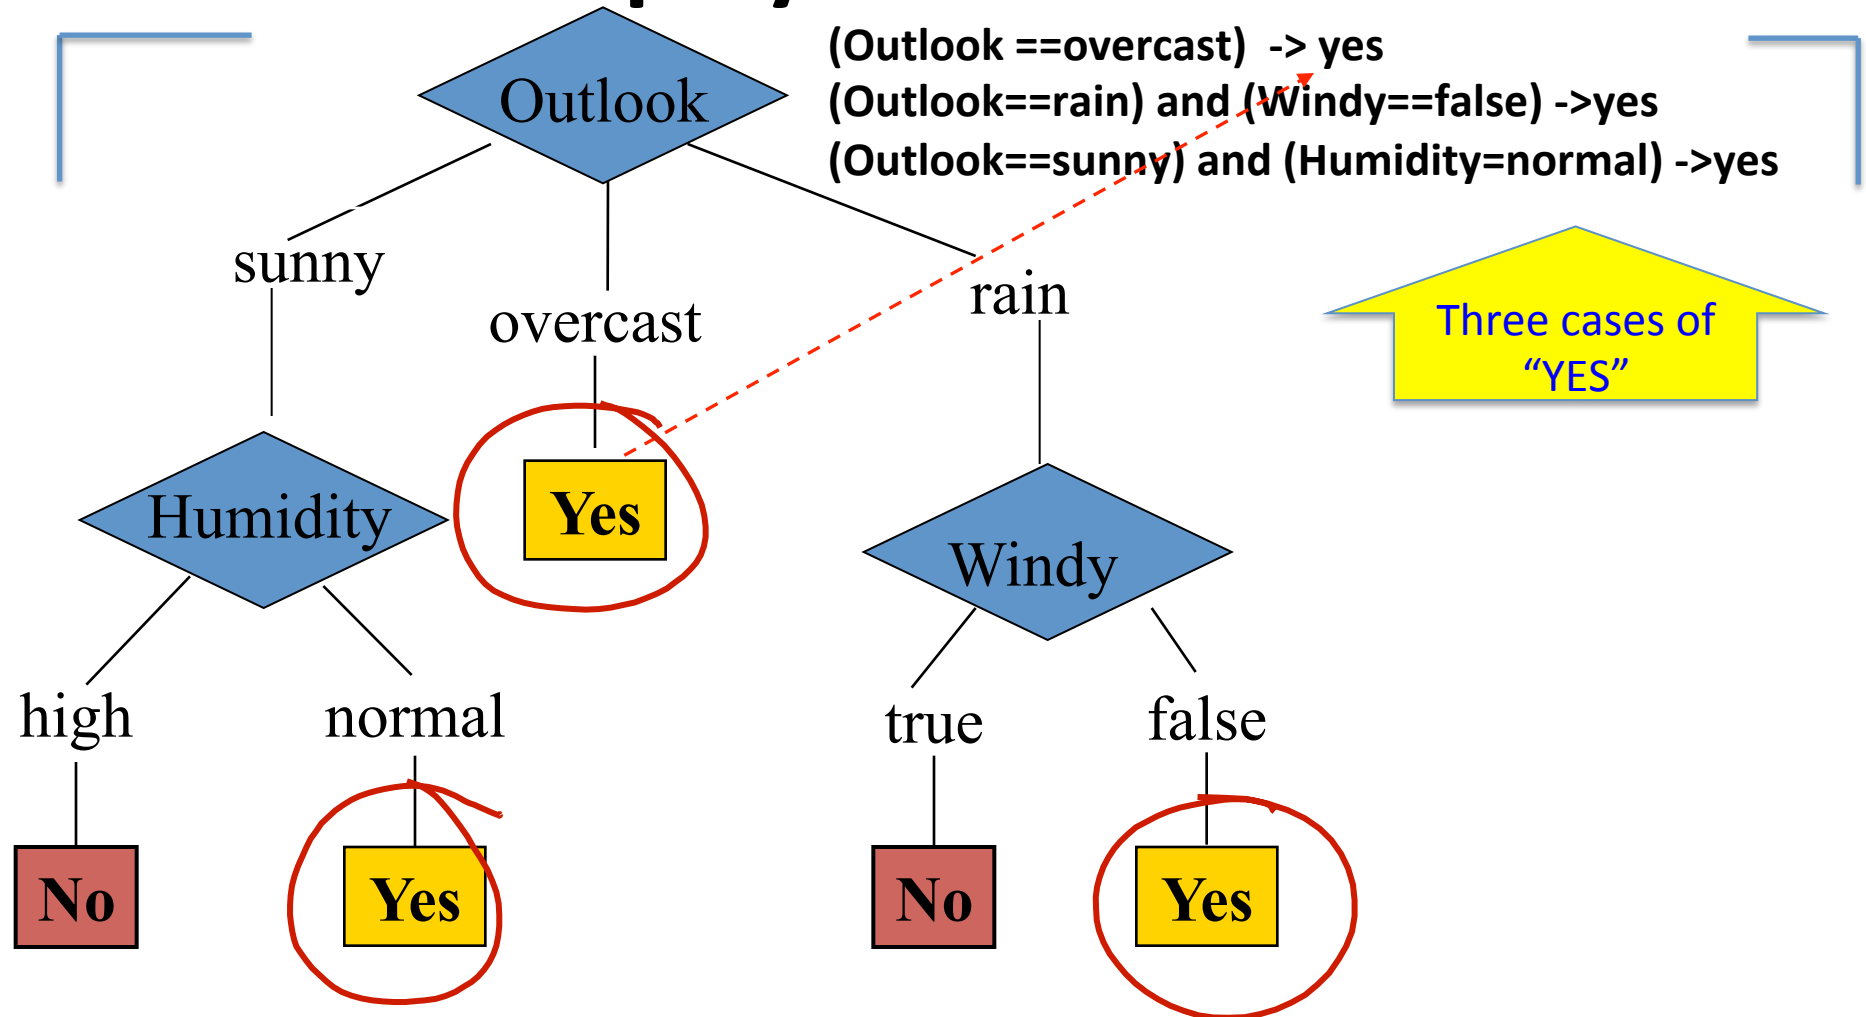 (Outlook ==overcast) -> yes
(Outlook==rain) and (Windy==false) ->yes
(Outlook==sunny) and (Humidity=normal) ->yes
Outlook
sunny
overcast
rain
Three cases of
“YES”
Humidity
Yes
Windy
high
normal
true
false
No
Yes
No
Yes